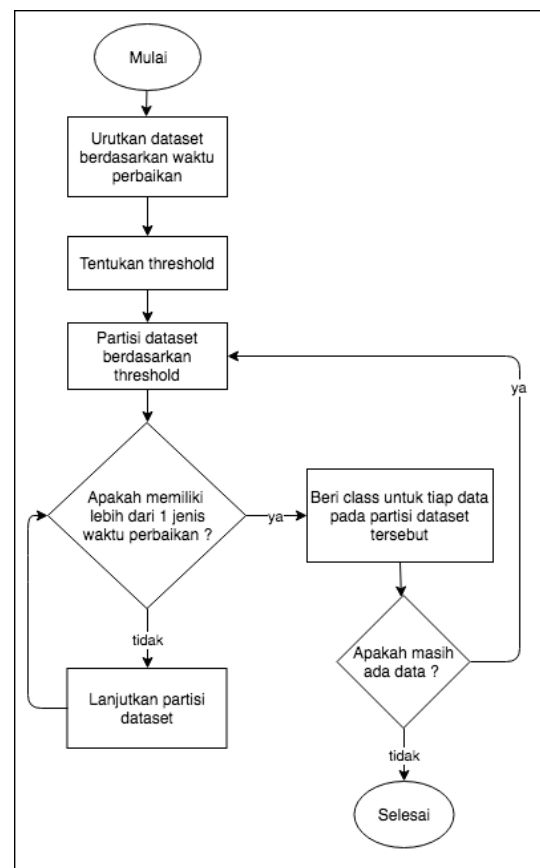 Mulai
Urutkan dataset
berdasarkan waktu
perbaikan
Tentukan threshold
Partisi dataset
berdasarkan
threshold
ya
Apakah memiliki
lebih dari 1 jenis
waktu perbaikan ?
ya
Beri class untuk tiap data
pada partisi dataset
tersebut
tidak
Lanjutkan partisi
dataset
Apakah masih
ada data ?
tidak
Selesai